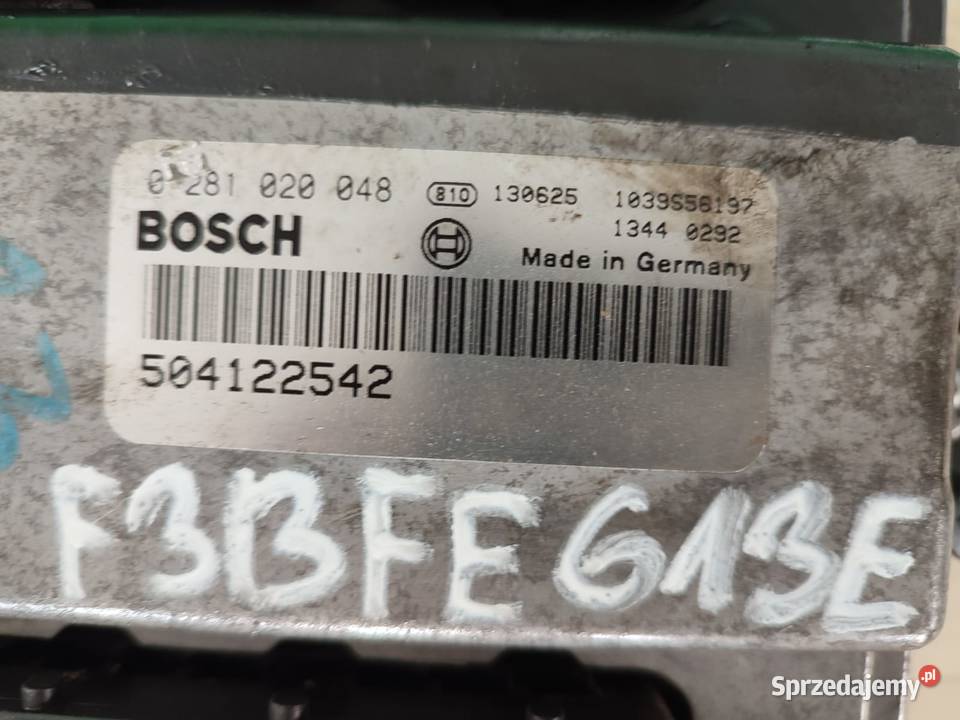 0 281 020 048 810 130625 1039S56197
1344 0292
BOSCH
Made in Germany
504122542
F3BFE613E
Sprzedajemy.pl